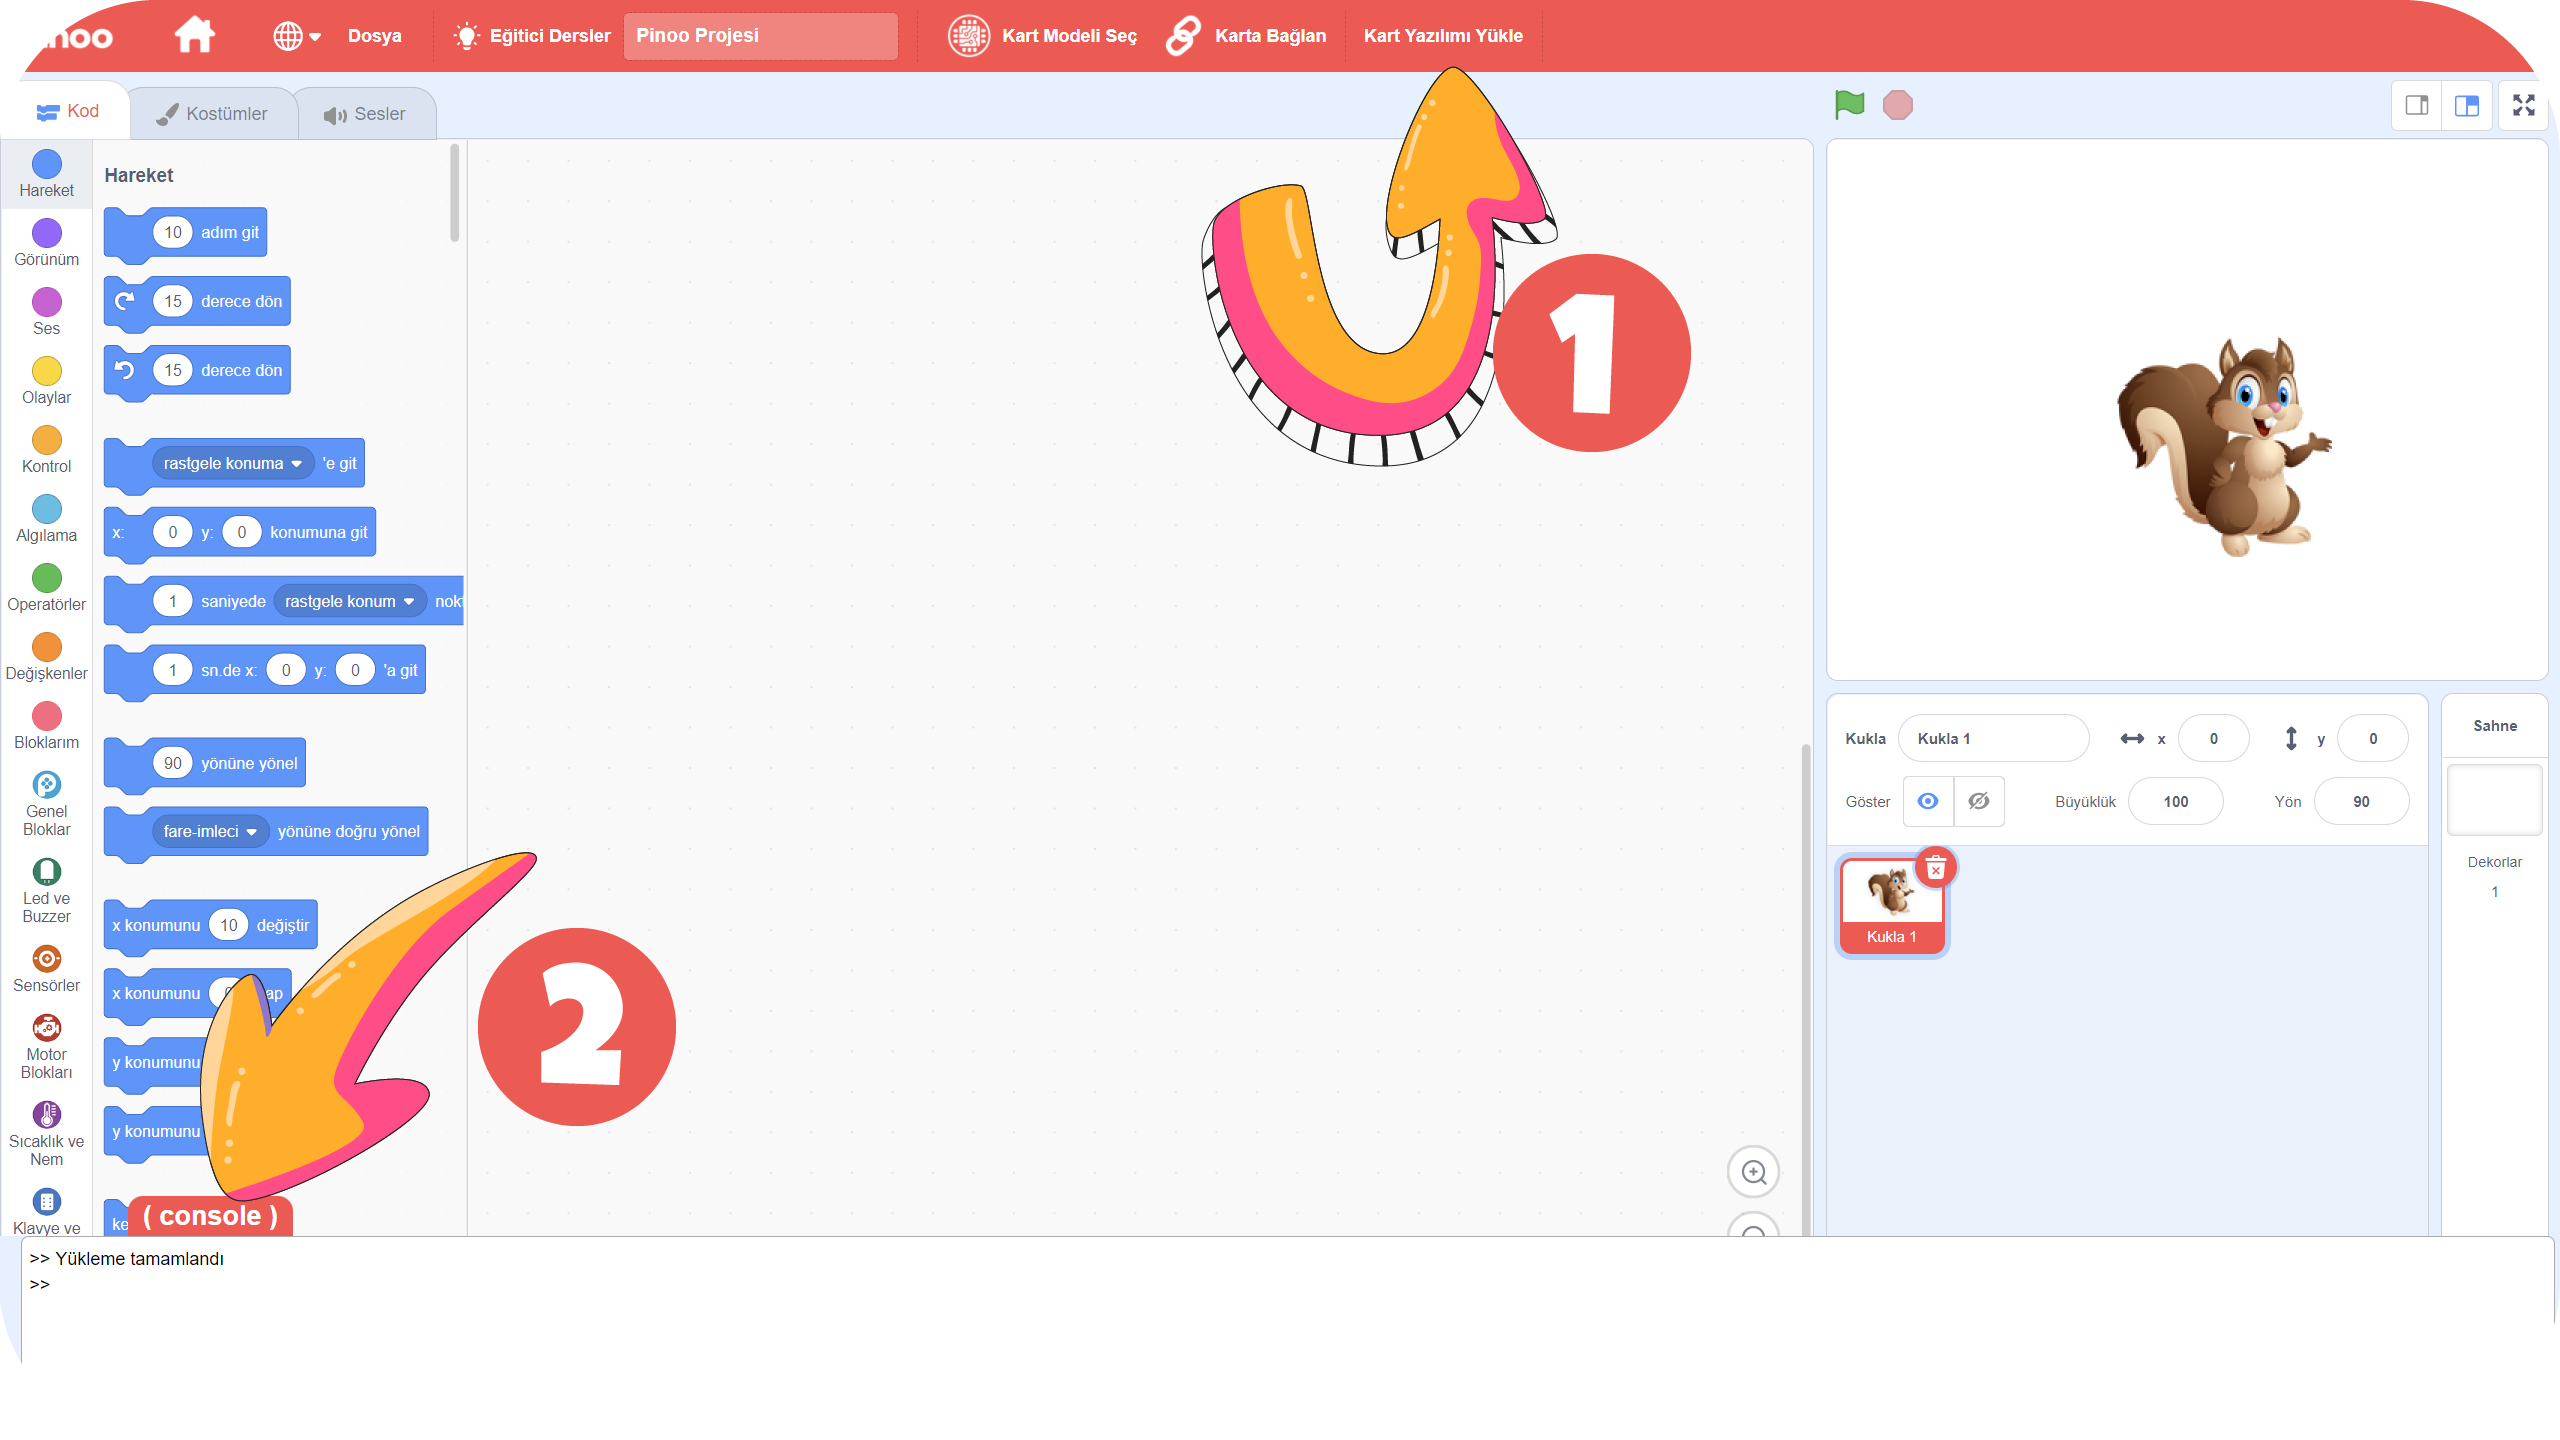 Dosya
Eğitici Dersler
Pinoo Projesi
Kart Modeli Seç
Karta Bağlan
Kart Yazılımı Yükle
Kod
Kostümler
Sesler
Hareket
Görünüm
Ses
Olaylar
Kontrol
Algılama
Operatörler
Değişkenler
Bloklarım
Genel
Bloklar
Led ve
Buzzer
Sensörler
Motor
Blokları
Sıcaklık ve
Nem
Klavye ve
Hareket
10 adım git
15 derece dön
15 derece dön
rastgele konuma 'e git
x: 0 y: 0 konumuna git
1 saniyede rastgele konum
1 sn.de x: 0 y: 0 'a git
90 yönüne yönel
fare-imleci yönüne doğru yönel
x konumunu 10 değiştir
x konumunu
y konumunu
y konumunu
1
2
( console )
>> Yükleme tamamlandı
>>
Kukla Kukla 1 x 0 y 0
Göster Büyüklük 100 Yön 90
Kukla 1
Sahne
Dekorlar
1